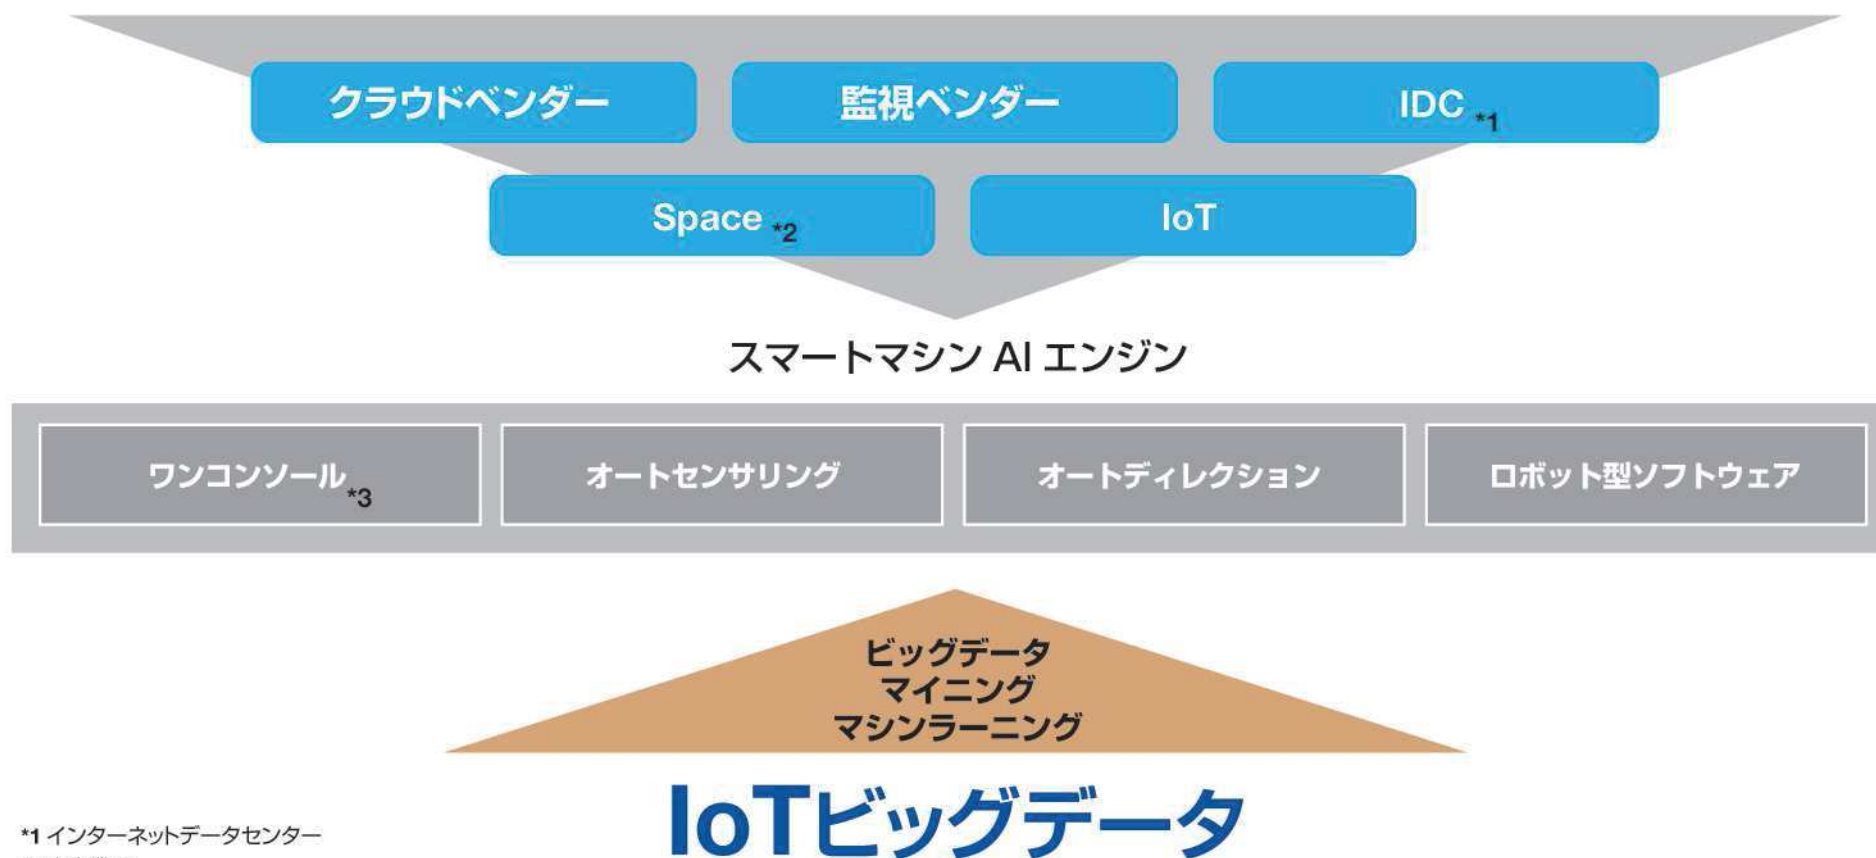 クラウドベンダー
監視ベンダー
IDC *1
Space *2
IoT
スマートマシン AI エンジン
ワンコンソール*3
オートセンサリング
オートディレクション
ロボット型ソフトウェア
ビッグデータ
マイニング
マシンラーニング
IoTビッグデータ
*1 インターネットデータセンター